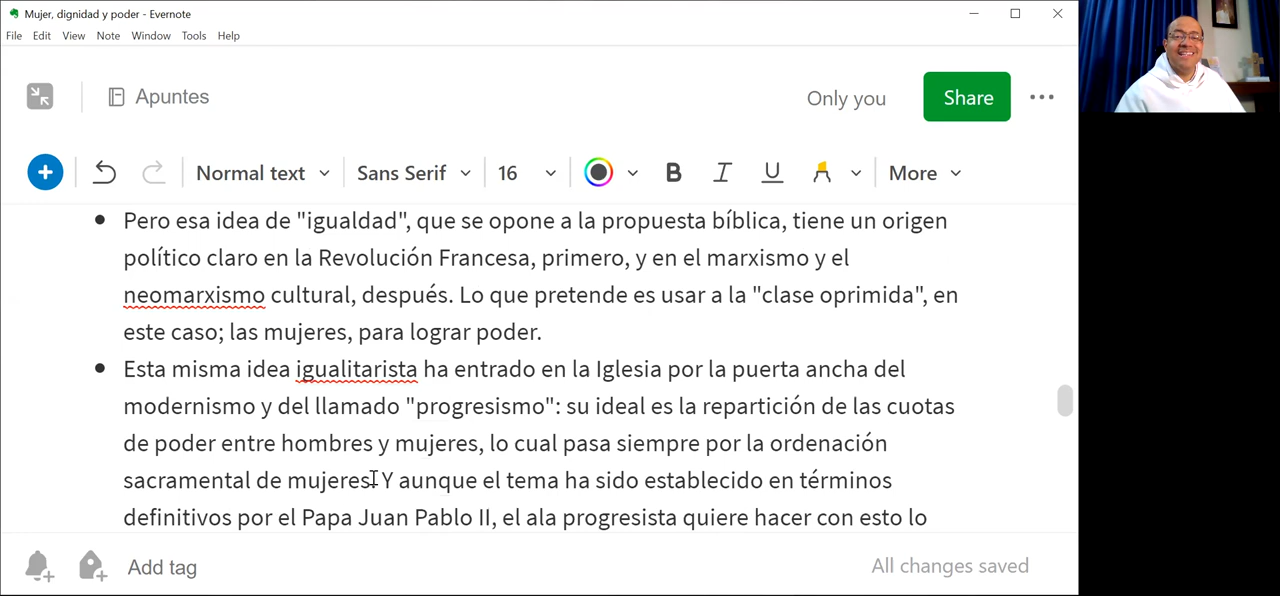 Mujer, dignidad y poder - Evernote
File Edit View Note Window Tools Help
Apuntes
Only you
Share
Normal text
Sans Serif
16
B I U
More
Pero esa idea de "igualdad", que se opone a la propuesta bíblica, tiene un origen
político claro en la Revolución Francesa, primero, y en el marxismo y el
neomarxismo cultural, después. Lo que pretende es usar a la "clase oprimida", en
este caso; las mujeres, para lograr poder.
Esta misma idea igualitarista ha entrado en la Iglesia por la puerta ancha del
modernismo y del llamado "progresismo": su ideal es la repartición de las cuotas
de poder entre hombres y mujeres, lo cual pasa siempre por la ordenación
sacramental de mujeres. Y aunque el tema ha sido establecido en términos
definitivos por el Papa Juan Pablo II, el ala progresista quiere hacer con esto lo
Add tag
All changes saved